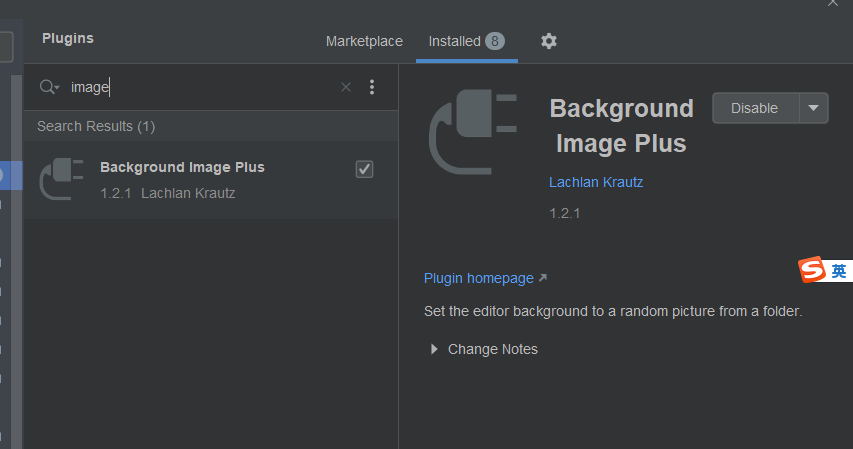 Plugins
Marketplace
Installed 8
image
Search Results (1)
Background Image Plus
1.2.1 Lachlan Krautz
Background
Image Plus
Disable
Lachlan Krautz
1.2.1
Plugin homepage
S 英
Set the editor background to a random picture from a folder.
Change Notes